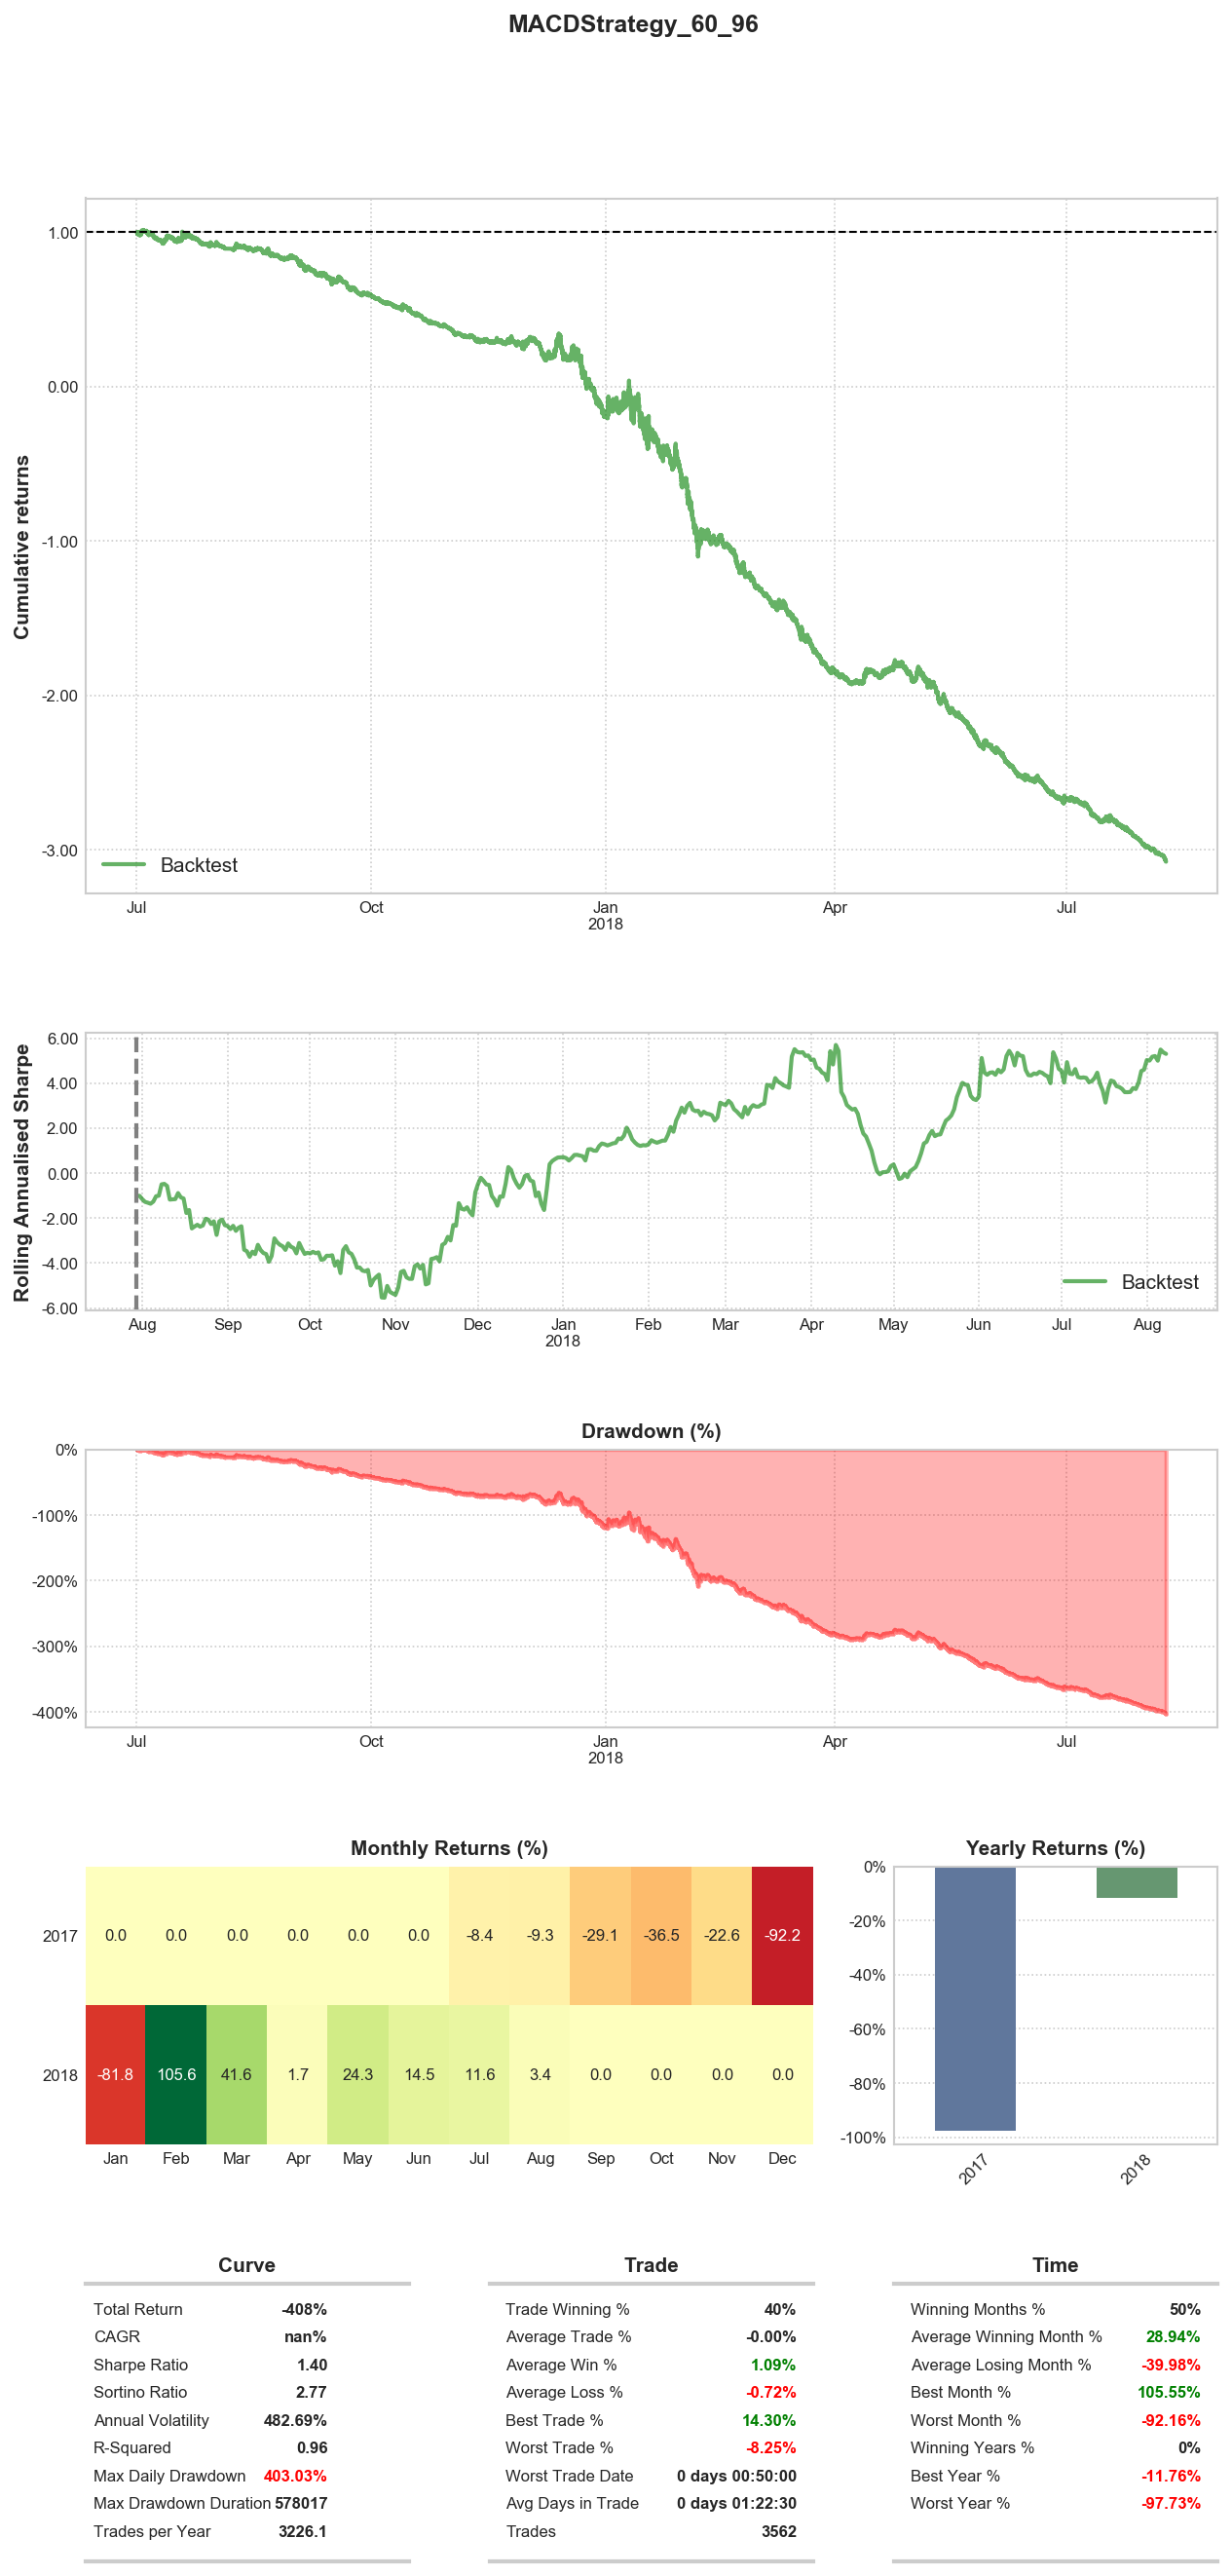 MACDStrategy_60_96
Cumulative returns
1.00
0.00
-1.00
-2.00
-3.00
Backtest
Jul Oct Jan Apr Jul
2018
Rolling Annualised Sharpe
6.00
4.00
2.00
0.00
-2.00
-4.00
-6.00
Backtest
Aug Sep Oct Nov Dec Jan Feb Mar Apr May Jun Jul Aug
2018
Drawdown (%)
0%
-100%
-200%
-300%
-400%
Jul Oct Jan Apr Jul
2018
Monthly Returns (%)
2017 0.0 0.0 0.0 0.0 0.0 0.0 -8.4 -9.3 -29.1 -36.5 -22.6 -92.2
2018 -81.8 105.6 41.6 1.7 24.3 14.5 11.6 3.4 0.0 0.0 0.0 0.0
Jan Feb Mar Apr May Jun Jul Aug Sep Oct Nov Dec
Yearly Returns (%)
0%
-20%
-40%
-60%
-80%
-100%
2017 2018
Curve
Total Return -408%
CAGR nan%
Sharpe Ratio 1.40
Sortino Ratio 2.77
Annual Volatility 482.69%
R-Squared 0.96
Max Daily Drawdown 403.03%
Max Drawdown Duration 578017
Trades per Year 3226.1
Trade
Trade Winning % 40%
Average Trade % -0.00%
Average Win % 1.09%
Average Loss % -0.72%
Best Trade % 14.30%
Worst Trade % -8.25%
Worst Trade Date 0 days 00:50:00
Avg Days in Trade 0 days 01:22:30
Trades 3562
Time
Winning Months % 50%
Average Winning Month % 28.94%
Average Losing Month % -39.98%
Best Month % 105.55%
Worst Month % -92.16%
Winning Years % 0%
Best Year % -11.76%
Worst Year % -97.73%